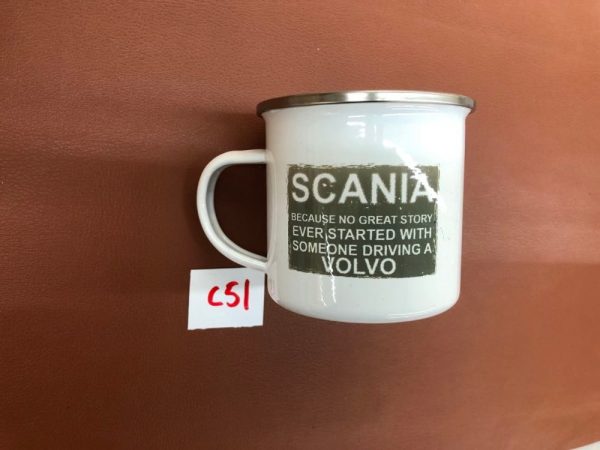 SCANIA
BECAUSE NO GREAT STORY
EVER STARTED WITH
SOMEONE DRIVING A
VOLVO
C51